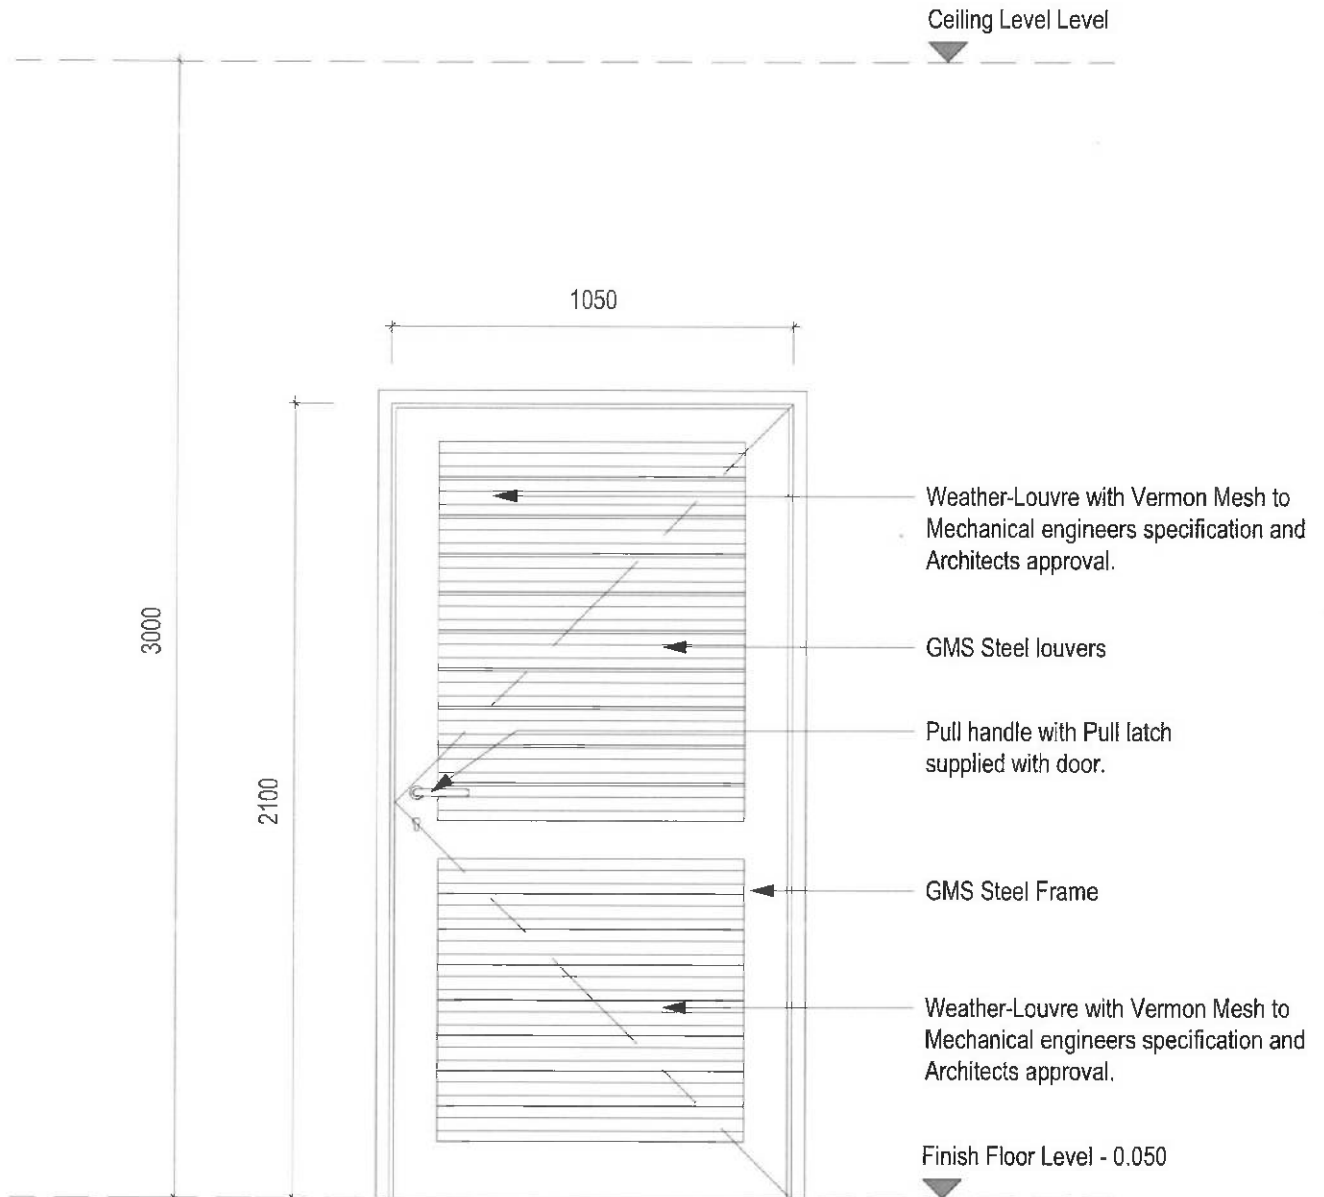 Ceiling Level Level
1050
Weather-Louvre with Vermon Mesh to
Mechanical engineers specification and
Architects approval.
3000
GMS Steel louvers
Pull handle with Pull latch
supplied with door.
2100
GMS Steel Frame
Weather-Louvre with Vermon Mesh to
Mechanical engineers specification and
Architects approval.
Finish Floor Level - 0.050